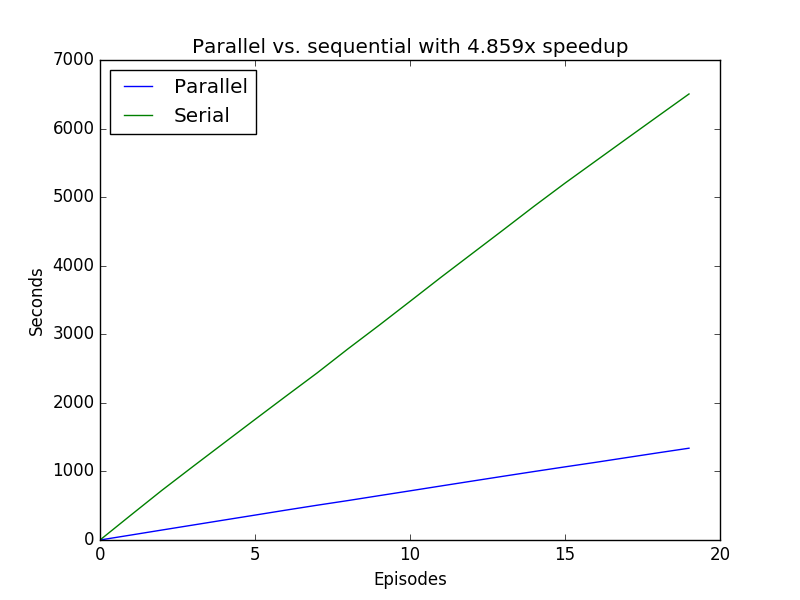 Parallel vs. sequential with 4.859x speedup
7000
6000
5000
4000
3000
2000
1000
0
Parallel
Serial
Seconds
0 5 10 15 20
Episodes